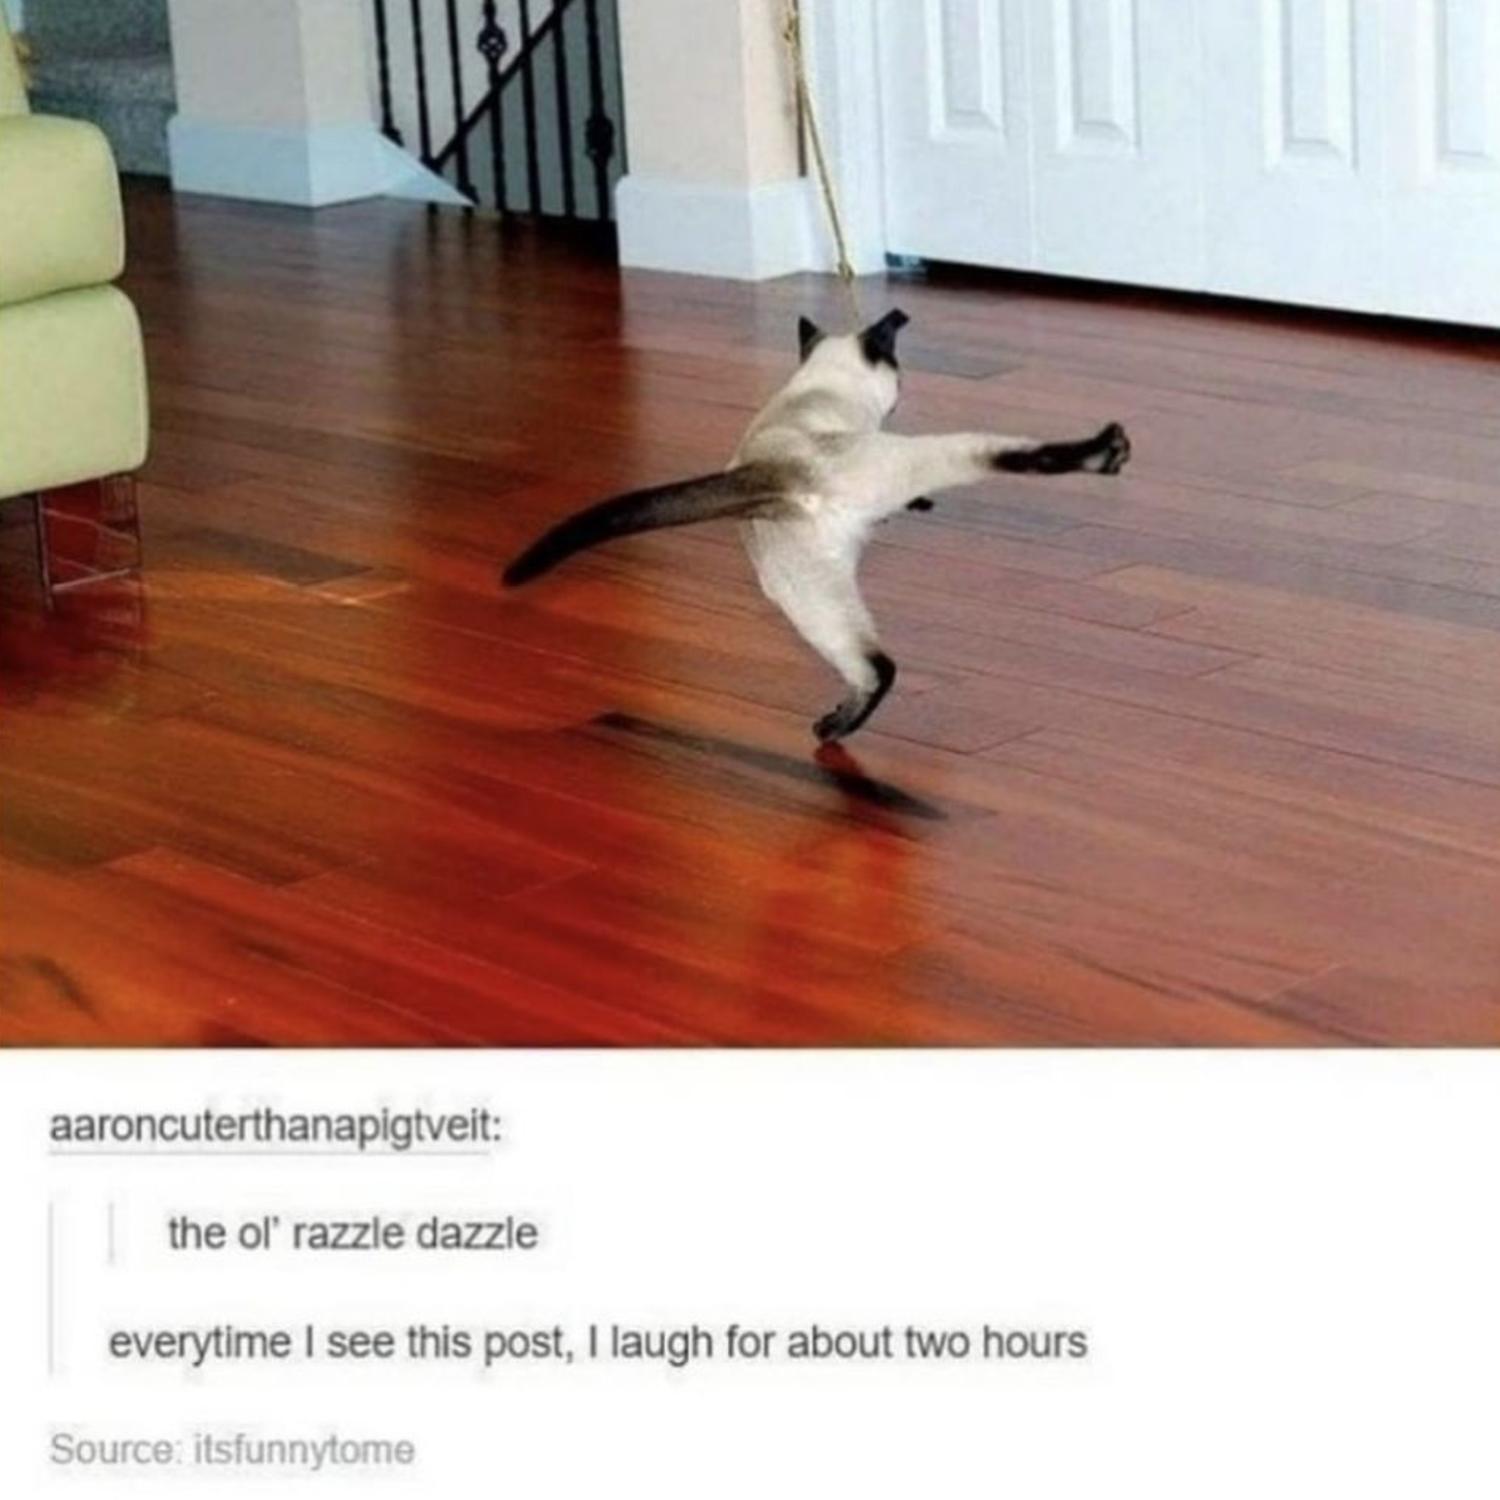 aaroncuterthanapigtveit:
the ol' razzle dazzle
everytime I see this post, I laugh for about two hours
Source: itsfunnytome